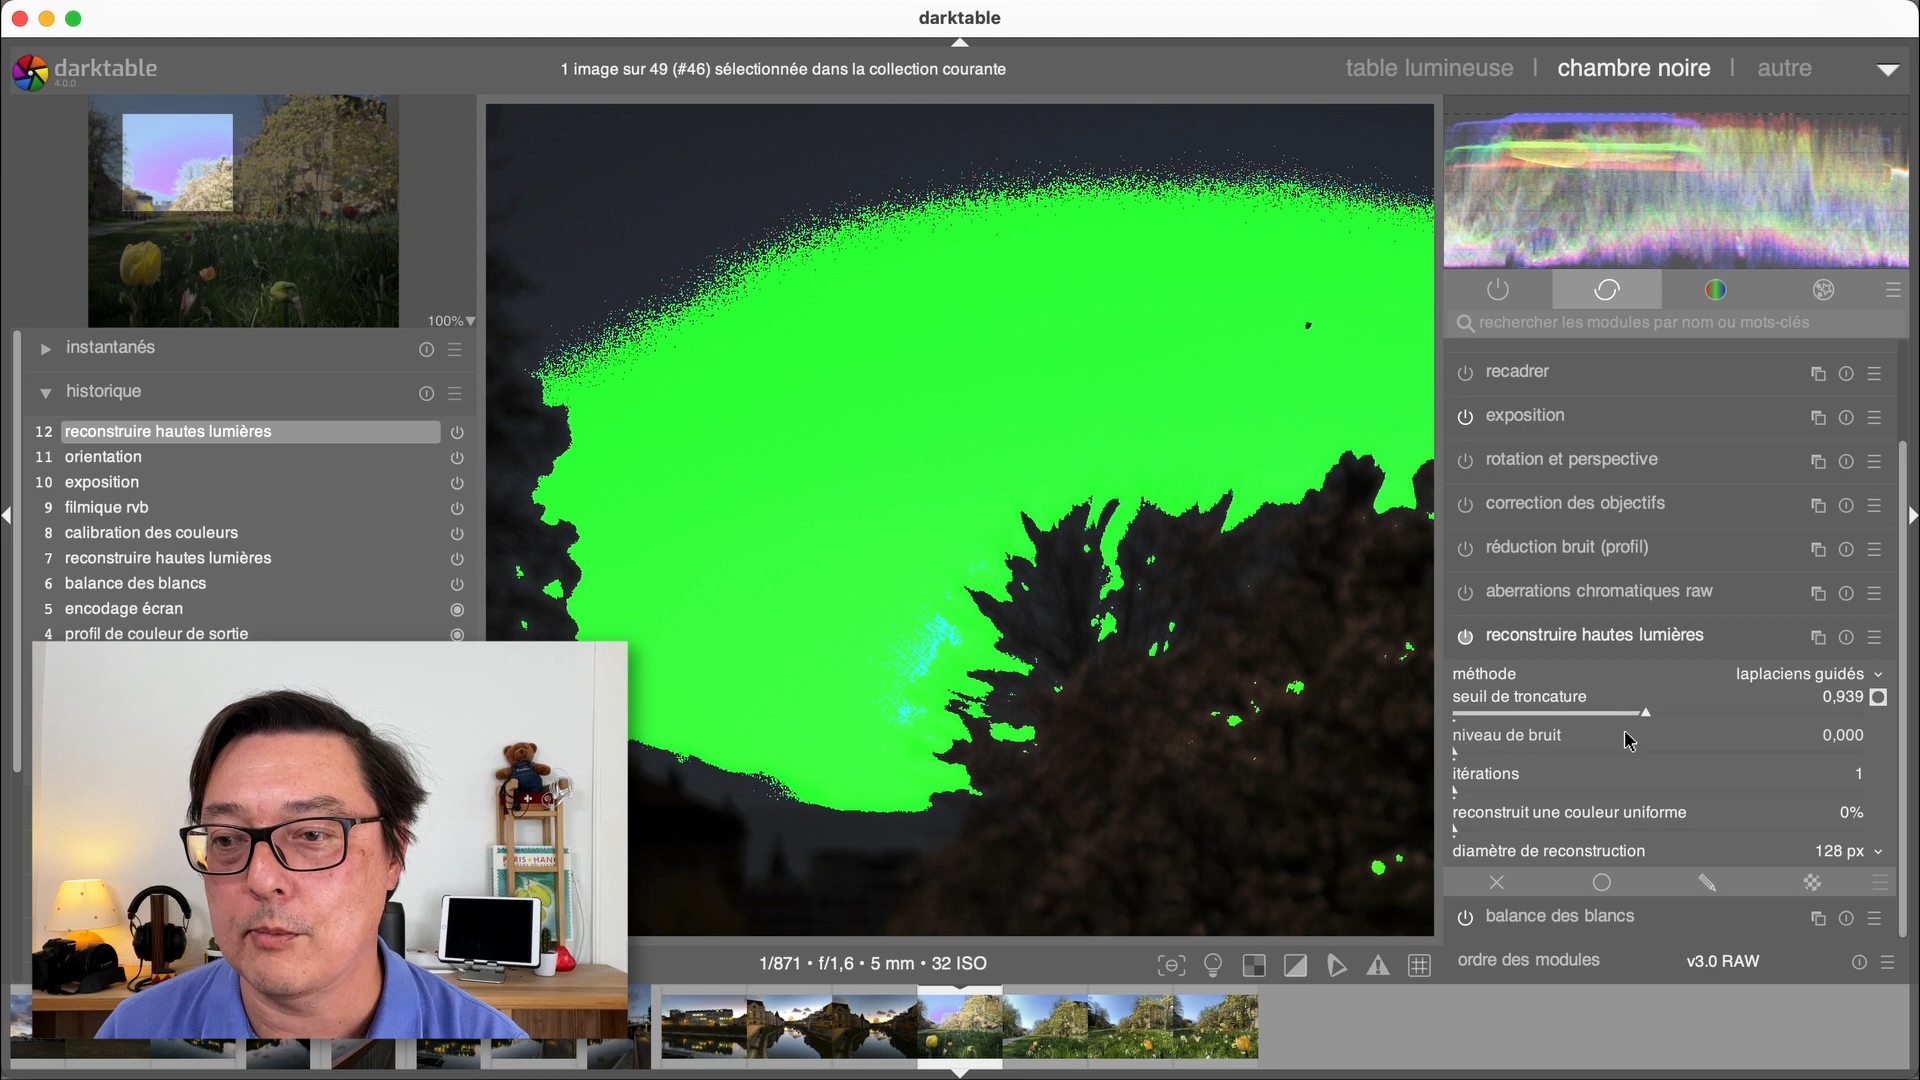 darktable
darktable
4.0.0
1 image sur 49 (#46) sélectionnée dans la collection courante
table lumineuse | chambre noire | autre
100%
rechercher les modules par nom ou mots-clés
instantanés
historique
12 reconstruire hautes lumières
11 orientation
10 exposition
9 filmique rvb
8 calibration des couleurs
7 reconstruire hautes lumières
6 balance des blancs
5 encodage écran
4 profil de couleur de sortie
recadrer
exposition
rotation et perspective
correction des objectifs
réduction bruit (profil)
aberrations chromatiques raw
reconstruire hautes lumières
méthode laplaciens guidés
seuil de troncature 0,939
niveau de bruit 0,000
itérations 1
reconstruit une couleur uniforme 0%
diamètre de reconstruction 128 px
balance des blancs
ordre des modules v3.0 RAW
PARIS-HAN
1/871 • f/1,6 • 5 mm • 32 ISO